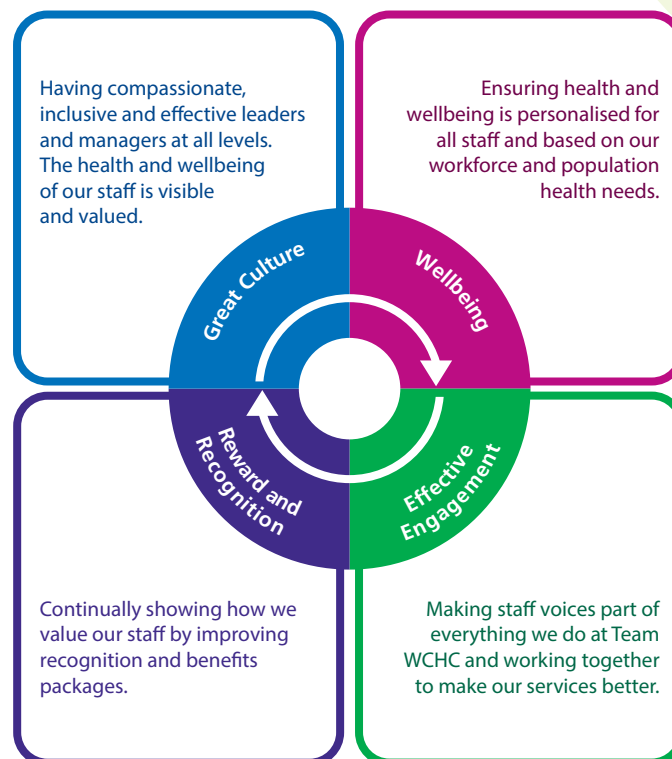 Having compassionate,
inclusive and effective leaders
and managers at all levels.
The health and wellbeing
of our staff is visible
and valued.
Ensuring health and
wellbeing is personalised for
all staff and based on our
workforce and population
health needs.
Great Culture
Wellbeing
Reward and
Recognition
Effective
Engagement
Continually showing how we
value our staff by improving
recognition and benefits
packages.
Making staff voices part of
everything we do at Team
WCHC and working together
to make our services better.